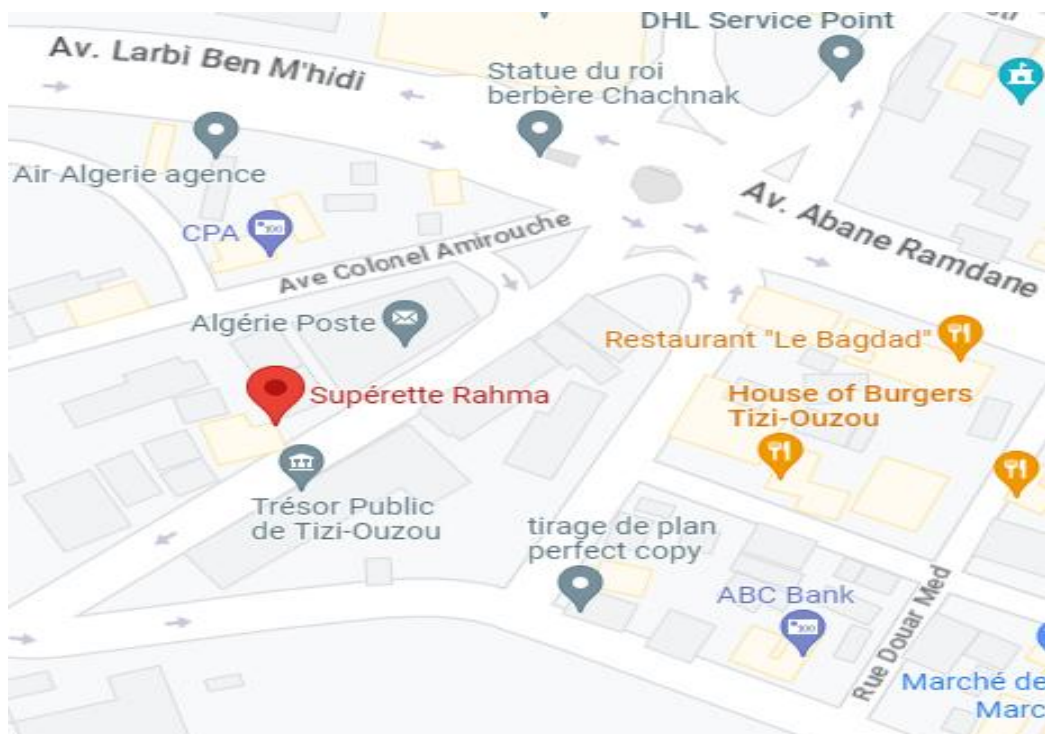 DHL Service Point
Av. Larbi Ben M'hidi
Statue du roi
berbère Chachnak
Air Algerie agence
CPA
Ave Colonel Amirouche
Av. Abane Ramdane
Algérie Poste
Restaurant "Le Bagdad"
Supérette Rahma
House of Burgers
Tizi-Ouzou
Trésor Public
de Tizi-Ouzou
tirage de plan
perfect copy
ABC Bank
Rue Douar Med
Marché de
Marc